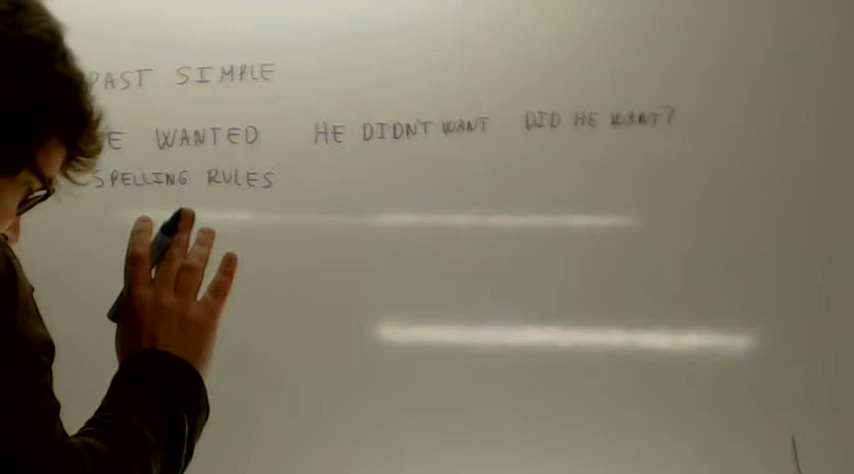 PAST SIMPLE
E WANTED HE DIDN'T WANT DID HE WANT?
SPELLING RULES